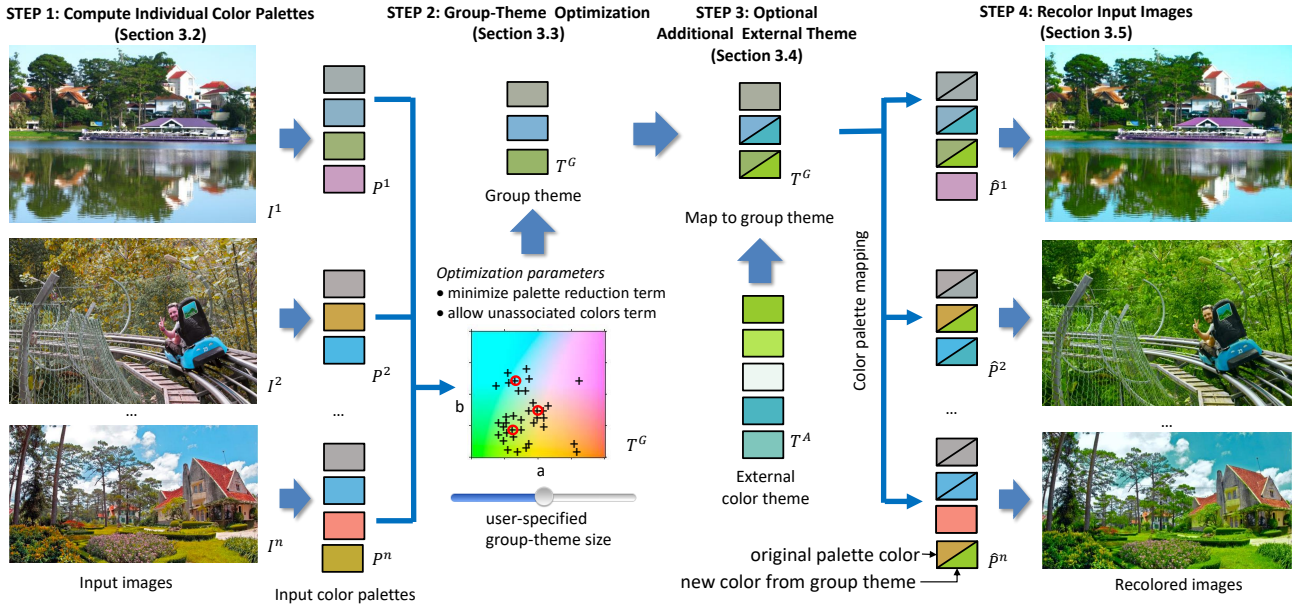 STEP 1: Compute Individual Color Palettes
(Section 3.2)
I¹
P¹
I²
P²
...
...
Iⁿ
Pⁿ
Input images
Input color palettes
STEP 2: Group-Theme Optimization
(Section 3.3)
T^G
Group theme
Optimization parameters
• minimize palette reduction term
• allow unassociated colors term
b
a
T^G
user-specified
group-theme size
STEP 3: Optional
Additional External Theme
(Section 3.4)
T^G
Map to group theme
T^A
External
color theme
Color palette mapping
STEP 4: Recolor Input Images
(Section 3.5)
P̂¹
P̂²
...
...
P̂ⁿ
original palette color
new color from group theme
Recolored images